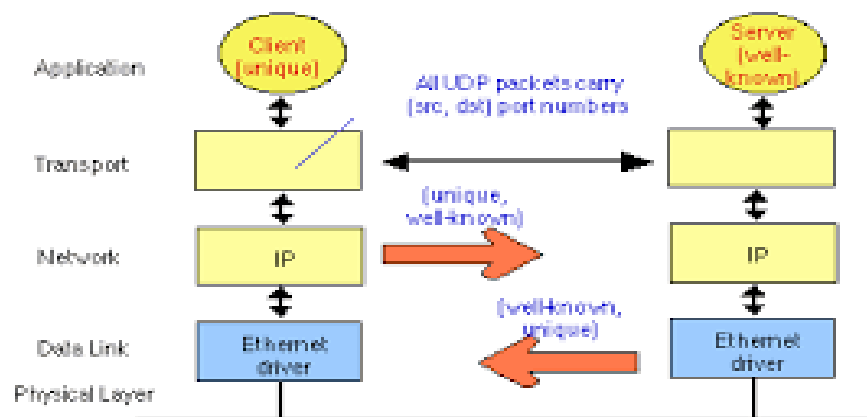 Application
Client
(unique)
All UDP packets carry
(src, dst) port numbers
Server
(well-
known)
Transport
(unique,
well-known)
Network
IP
IP
(well-known,
unique)
Data Link
Ethernet
driver
Ethernet
driver
Physical Layer